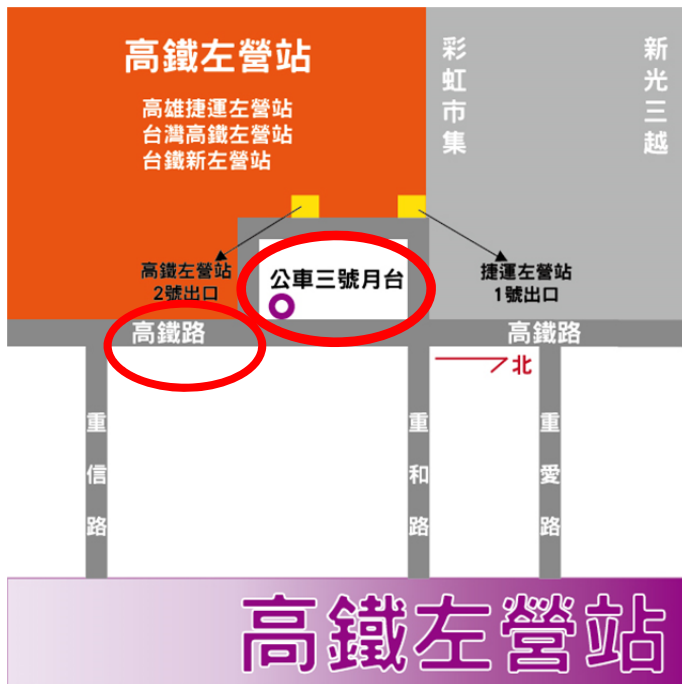 高鐵左營站
高雄捷運左營站
台灣高鐵左營站
台鐵新左營站
彩虹市集
新光三越
高鐵左營站
2號出口
公車三號月台
捷運左營站
1號出口
高鐵路
高鐵路
北
重信路
重和路
重愛路
高鐵左營站